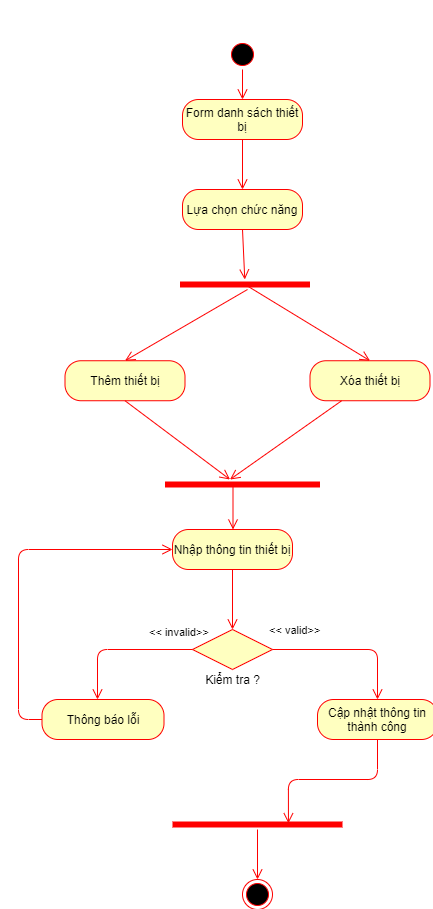 Form danh sách thiết
bị
Lựa chọn chức năng
Thêm thiết bị
Xóa thiết bị
Nhập thông tin thiết bị
<< invalid>>
<< valid>>
Kiểm tra ?
Thông báo lỗi
Cập nhật thông tin
thành công